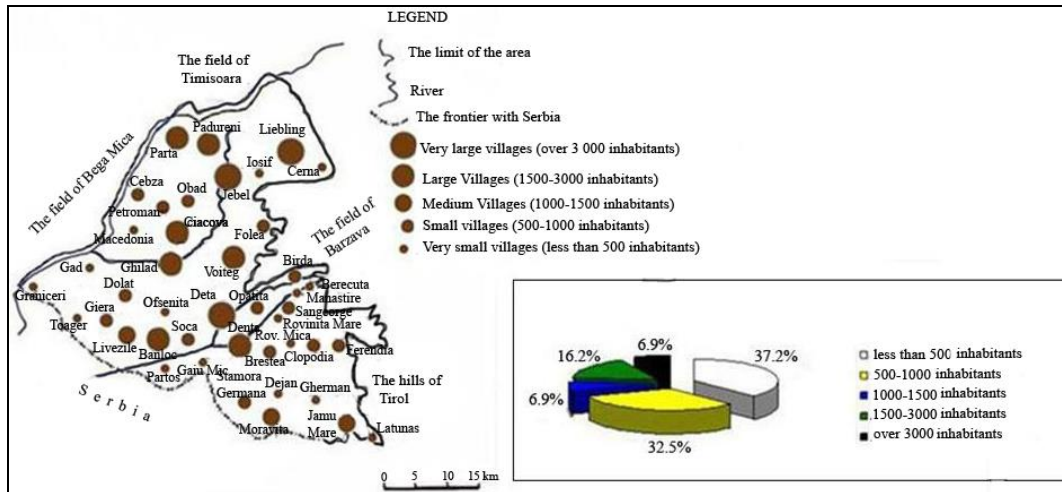 LEGEND
The limit of the area
River
The frontier with Serbia
Very large villages (over 3 000 inhabitants)
Large Villages (1500-3000 inhabitants)
Medium Villages (1000-1500 inhabitants)
Small villages (500-1000 inhabitants)
Very small villages (less than 500 inhabitants)
The field of
Timisoara
The field of Bega Mica
The field of
Barzava
The hills of
Tirol
Serbia
Padureni
Liebling
Parta
Iosif
Cerna
Cebza
Obad
Jebel
Petroman
Ciacova
Macedonia
Folea
Gad
Ghilad
Voiteg
Birda
Graniceri
Dolat
Berecuta
Manastire
Ofsenita
Deta
Opatita
Giera
Sangeorge
Toager
Rovinita Mare
Soca
Denta
Rov. Mica
Livezile
Banloc
Brestea
Clopodia
Ferendia
Partos
Gaiu Mic
Stamora
Germana
Dejan
Gherman
Moravita
Jamu
Mare
Latunas
0 5 10 15 km
6.9%
16.2%
37.2%
6.9%
32.5%
less than 500 inhabitants
500-1000 inhabitants
1000-1500 inhabitants
1500-3000 inhabitants
over 3000 inhabitants